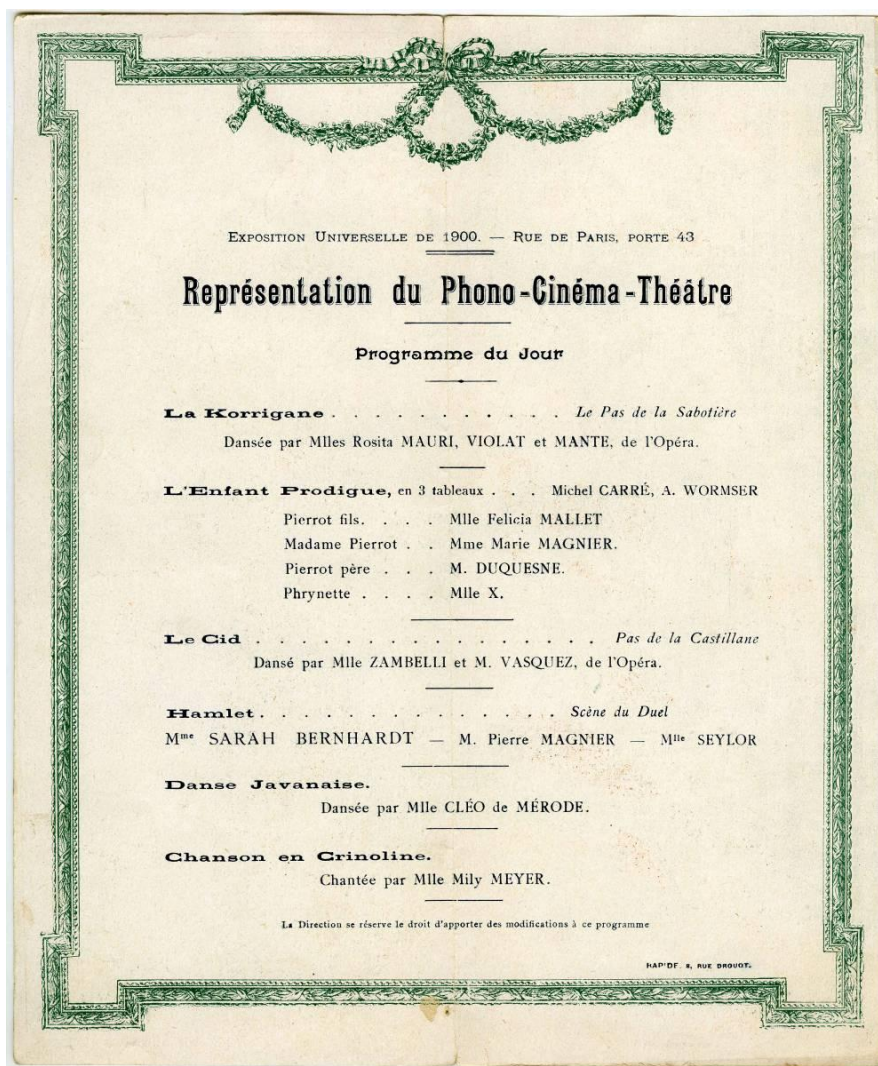 Exposition Universelle de 1900. — Rue de Paris, porte 43
Représentation du Phono-Cinéma-Théâtre
Programme du Jour
La Korrigane . . . . . . . . . . . Le Pas de la Sabotière
Dansée par Mlles Rosita MAURI, VIOLAT et MANTE, de l'Opéra.
L'Enfant Prodigue, en 3 tableaux . . . Michel CARRÉ, A. WORMSER
Pierrot fils. . . . Mlle Felicia MALLET
Madame Pierrot . . Mme Marie MAGNIER.
Pierrot père . . . M. DUQUESNE.
Phrynette . . . . Mlle X.
Le Cid . . . . . . . . . . . . . . . . . Pas de la Castillane
Dansé par Mlle ZAMBELLI et M. VASQUEZ, de l'Opéra.
Hamlet. . . . . . . . . . . . . . . Scène du Duel
Mme SARAH BERNHARDT — M. Pierre MAGNIER — Mlle SEYLOR
Danse Javanaise.
Dansée par Mlle CLÉO de MÉRODE.
Chanson en Crinoline.
Chantée par Mlle Mily MEYER.
La Direction se réserve le droit d'apporter des modifications à ce programme
RUE DROUOT.